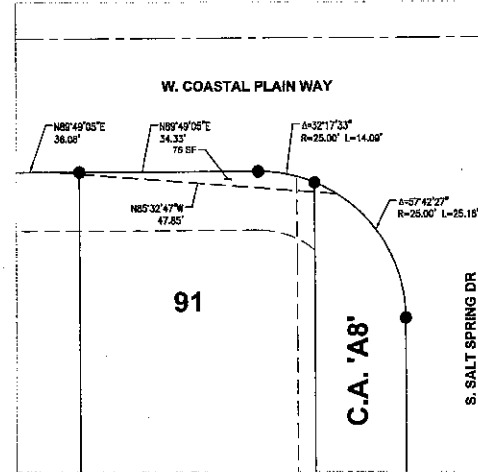 W. COASTAL PLAIN WAY
N89°49'05"E
36.08'
N89°49'05"E
34.33'
76 SF
Δ=32°17'33"
R=25.00' L=14.09'
N85°32'47"W
47.85'
Δ=57°42'27"
R=25.00' L=25.18'
91
C.A. 'A8'
S. SALT SPRING DR